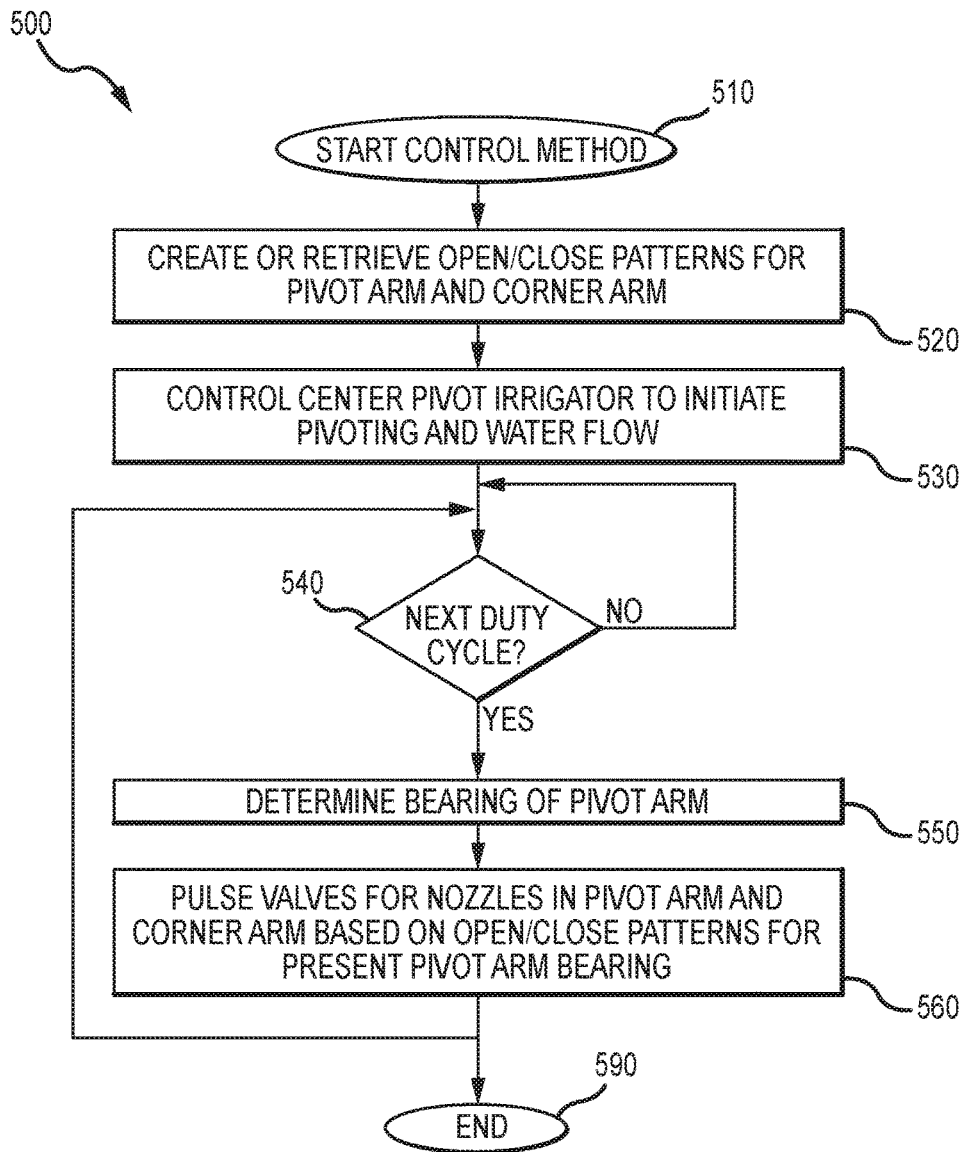 500
510
START CONTROL METHOD
CREATE OR RETRIEVE OPEN/CLOSE PATTERNS FOR
PIVOT ARM AND CORNER ARM
520
CONTROL CENTER PIVOT IRRIGATOR TO INITIATE
PIVOTING AND WATER FLOW
530
540
NEXT DUTY
CYCLE?
NO
YES
DETERMINE BEARING OF PIVOT ARM
550
PULSE VALVES FOR NOZZLES IN PIVOT ARM AND
CORNER ARM BASED ON OPEN/CLOSE PATTERNS FOR
PRESENT PIVOT ARM BEARING
560
590
END